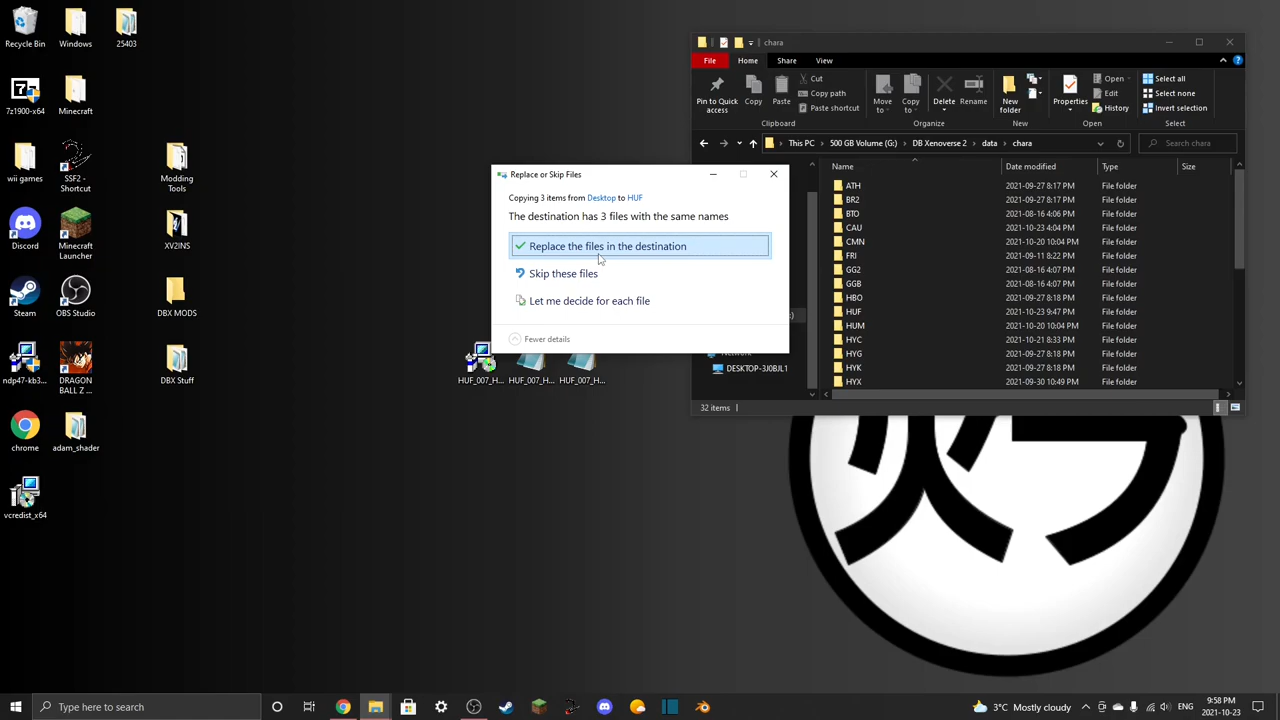 Recycle Bin
Windows
25403
7z1900-x64
Minecraft
wii games
SSF2 -
Shortcut
Modding
Tools
Discord
Minecraft
Launcher
XV2INS
Steam
OBS Studio
DBX MODS
ndp47-kb3...
DRAGON
BALL Z ...
DBX Stuff
chrome
adam_shader
vcredist_x64
HUF_007_H...
HUF_007_H...
HUF_007_H...
Replace or Skip Files
Copying 3 items from Desktop to HUF
The destination has 3 files with the same names
Replace the files in the destination
Skip these files
Let me decide for each file
Fewer details
chara
File
Home
Share
View
Pin to Quick
access
Copy
Paste
Cut
Copy path
Paste shortcut
Clipboard
Move
to
Copy
to
Delete
Rename
Organize
New
folder
New
Properties
Open
Edit
History
Open
Select all
Select none
Invert selection
Select
This PC
500 GB Volume (G:)
DB Xenoverse 2
data
chara
Search chara
Name
Date modified
Type
Size
ATH 2021-09-27 8:17 PM File folder
BR2 2021-09-27 8:17 PM File folder
BTO 2021-08-16 4:06 PM File folder
CAU 2021-10-23 4:04 PM File folder
CMN 2021-10-20 10:04 PM File folder
FRI 2021-09-11 8:22 PM File folder
GG2 2021-08-16 4:07 PM File folder
GGB 2021-08-16 4:07 PM File folder
HBO 2021-09-27 8:18 PM File folder
HUF 2021-10-23 9:47 PM File folder
HUM 2021-10-20 10:04 PM File folder
HYC 2021-10-21 8:33 PM File folder
HYG 2021-09-27 8:18 PM File folder
HYK 2021-09-27 8:18 PM File folder
HYX 2021-09-30 10:49 PM File folder
:)
Network
DESKTOP-3J0BJL1
32 items
Type here to search
3°C Mostly cloudy
ENG
9:58 PM
2021-10-23